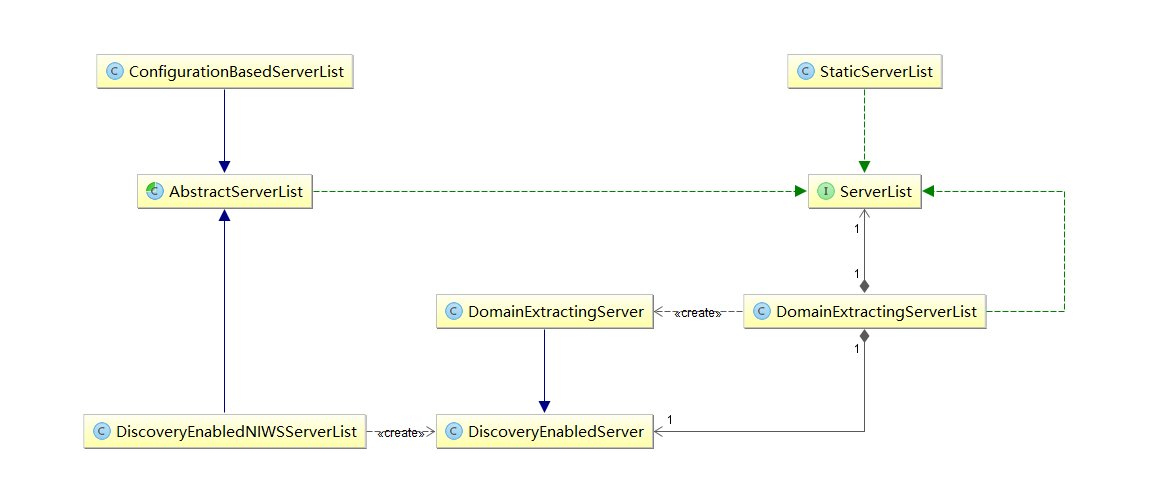 C ConfigurationBasedServerList
C StaticServerList
C AbstractServerList
I ServerList
1
1
C DomainExtractingServer
«create»
C DomainExtractingServerList
1
1
C DiscoveryEnabledNIWSServerList
«create»
C DiscoveryEnabledServer